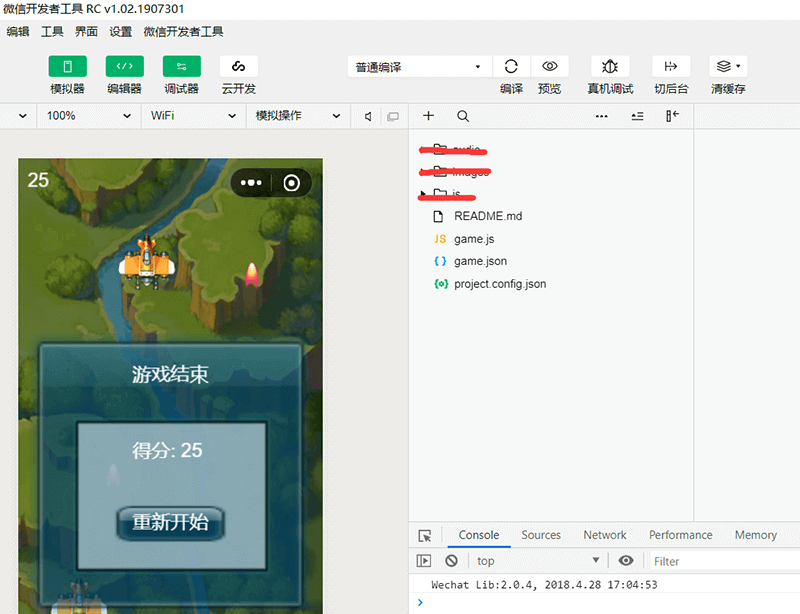 微信开发者工具 RC v1.02.1907301
编辑 工具 界面 设置 微信开发者工具
模拟器 编辑器 调试器 云开发
普通编译
编译 预览 真机调试 切后台 清缓存
100% WiFi 模拟操作
25
游戏结束
得分: 25
重新开始
audio
images
js
README.md
JS game.js
{} game.json
{o} project.config.json
Console Sources Network Performance Memory
top
Filter
Wechat Lib:2.0.4, 2018.4.28 17:04:53